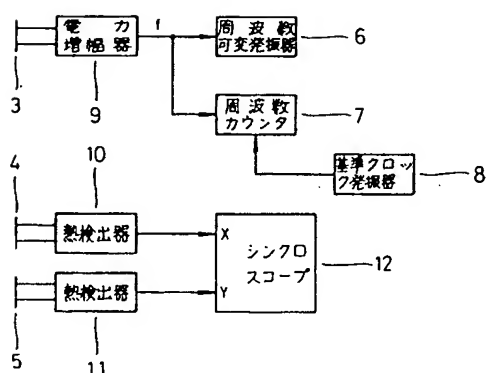 電力
増幅器
f
周波数
可変発振器
6
3
9
周波数
カウンタ
7
10
4
基準クロッ
ク発振器
8
熱検出器
X
シンクロ
スコープ
12
熱検出器
Y
5
11